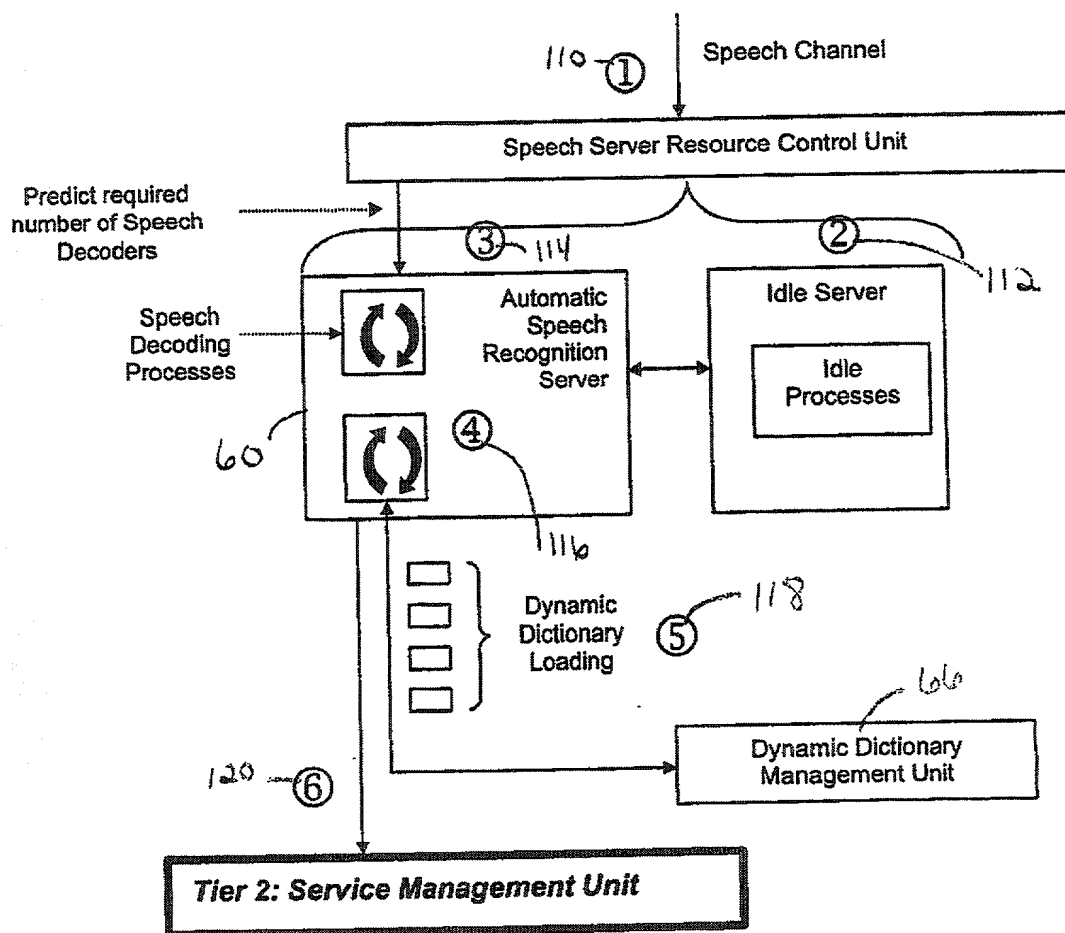 110
①
Speech Channel
Speech Server Resource Control Unit
Predict required
number of Speech
Decoders
③
114
②
112
Speech
Decoding
Processes
Automatic
Speech
Recognition
Server
Idle Server
Idle
Processes
60
④
116
Dynamic
Dictionary
Loading
⑤
118
66
Dynamic Dictionary
Management Unit
120
⑥
Tier 2: Service Management Unit